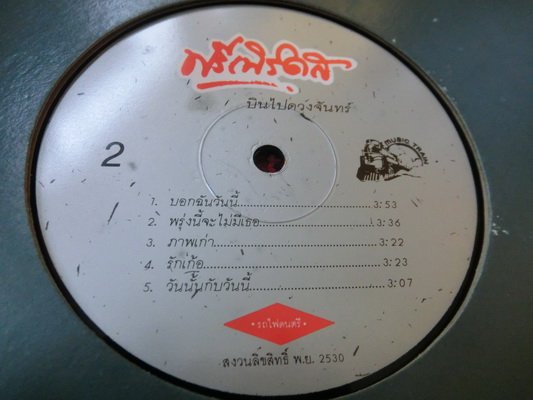 ทรีเพิร์ดส์
บินไปดวงจันทร์
2
MUSIC TRAIN
1. บอกฉันวันนี้ 3:53
2. พรุ่งนี้จะไม่มีเธอ 3:36
3. ภาพเก่า 3:22
4. รักเก้อ 3:23
5. วันนั้นกับวันนี้ 3:07
• รถไฟดนตรี •
สงวนลิขสิทธิ์ พ.ย. 2530